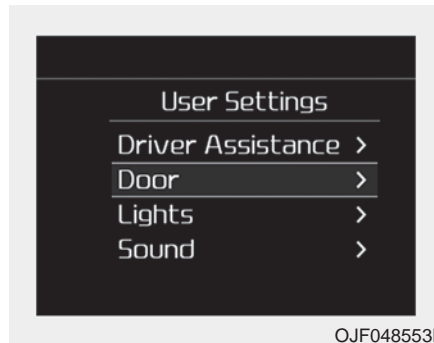 User Settings
Driver Assistance >
Door >
Lights >
Sound >
OJF048553